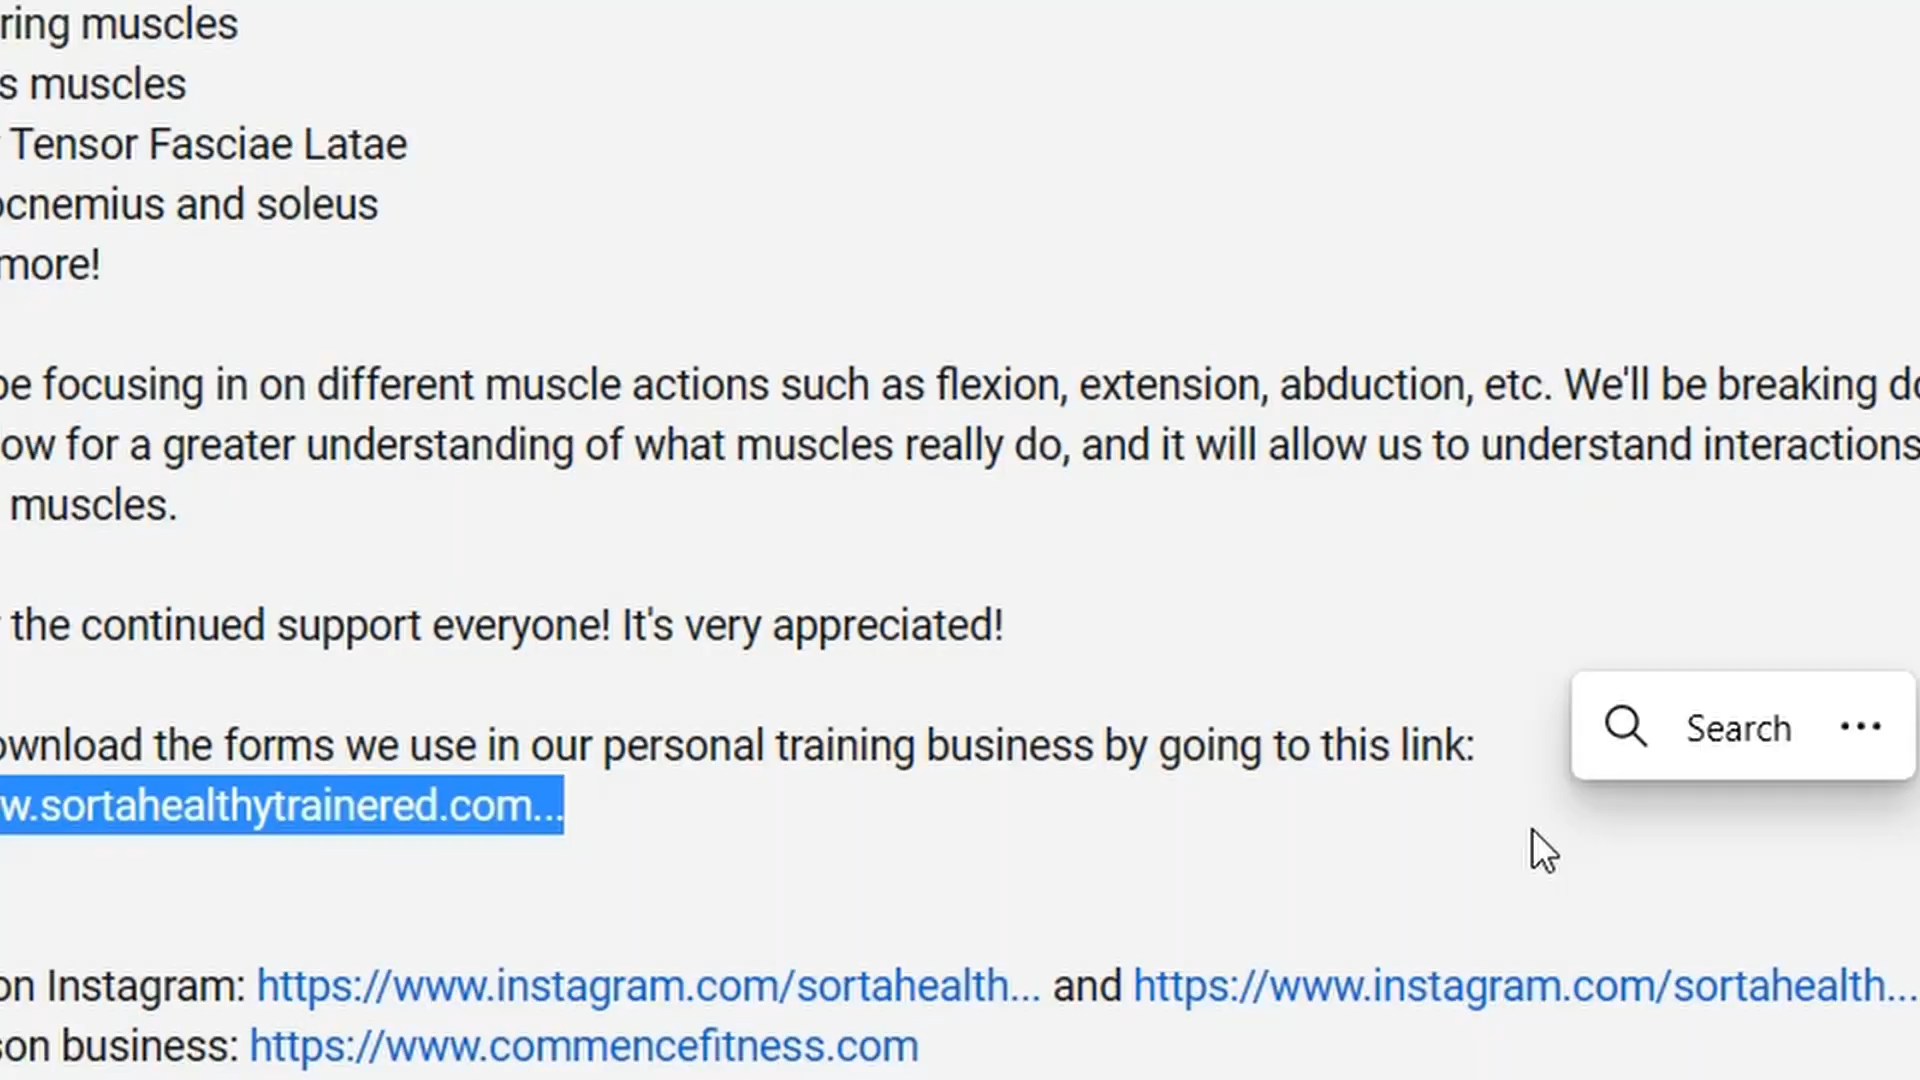 ring muscles
s muscles
Tensor Fasciae Latae
ocnemius and soleus
more!
be focusing in on different muscle actions such as flexion, extension, abduction, etc. We'll be breaking do
ow for a greater understanding of what muscles really do, and it will allow us to understand interactions
muscles.
the continued support everyone! It's very appreciated!
Search ...
ownload the forms we use in our personal training business by going to this link:
w.sortahealthytrainered.com...
on Instagram: https://www.instagram.com/sortahealth... and https://www.instagram.com/sortahealth...
son business: https://www.commencefitness.com